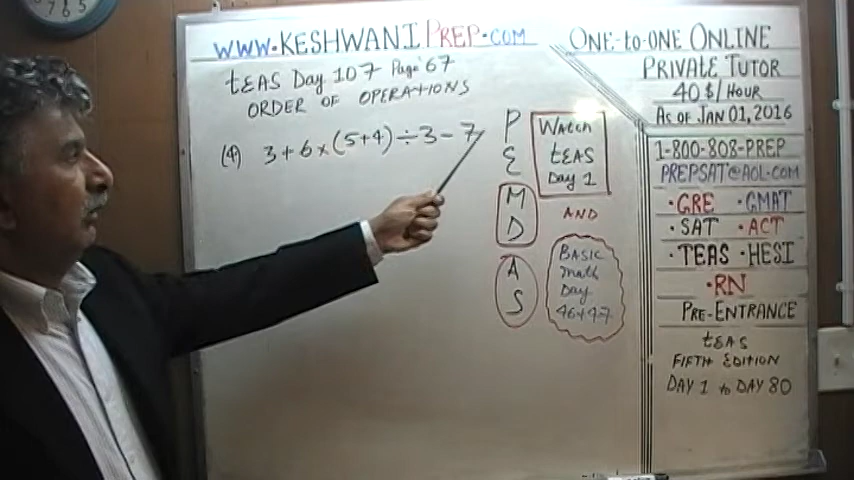 7 6 5
WWW.KESHWANIPREP.COM
tEAS Day 107 Page 67
ORDER OF OPERATIONS
(4) 3+6×(5+4)÷3-7
P
E
M
D
A
S
Watch
tEAS
Day 1
AND
BASIC
math
Day
46+47
ONE-to-ONE ONLINE
PRIVATE TUTOR
40$/HOUR
AS OF JAN 01, 2016
1-800-808-PREP
PREPSAT@AOL.COM
•GRE •GMAT
•SAT •ACT
•TEAS •HESI
•RN
PRE-ENTRANCE
tEAS
FIFTH EDITION
DAY 1 to DAY 80